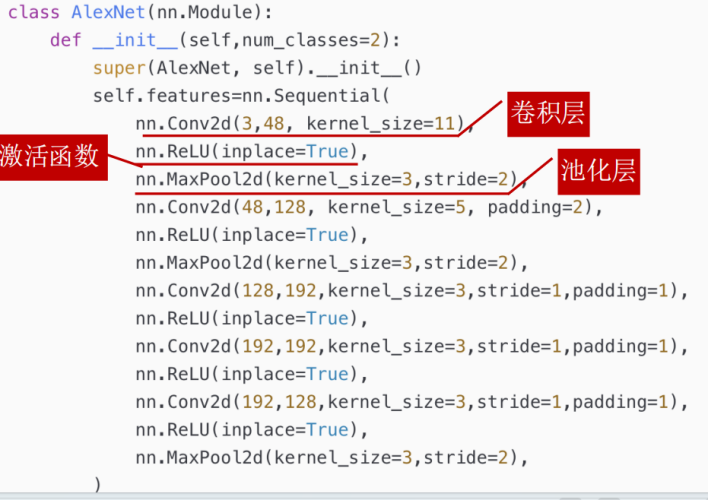 class AlexNet(nn.Module):
def __init__(self,num_classes=2):
super(AlexNet, self).__init__()
self.features=nn.Sequential(
nn.Conv2d(3,48, kernel_size=11),
卷积层
nn.ReLU(inplace=True),
激活函数
nn.MaxPool2d(kernel_size=3,stride=2),
池化层
nn.Conv2d(48,128, kernel_size=5, padding=2),
nn.ReLU(inplace=True),
nn.MaxPool2d(kernel_size=3,stride=2),
nn.Conv2d(128,192,kernel_size=3,stride=1,padding=1),
nn.ReLU(inplace=True),
nn.Conv2d(192,192,kernel_size=3,stride=1,padding=1),
nn.ReLU(inplace=True),
nn.Conv2d(192,128,kernel_size=3,stride=1,padding=1),
nn.ReLU(inplace=True),
nn.MaxPool2d(kernel_size=3,stride=2),
)